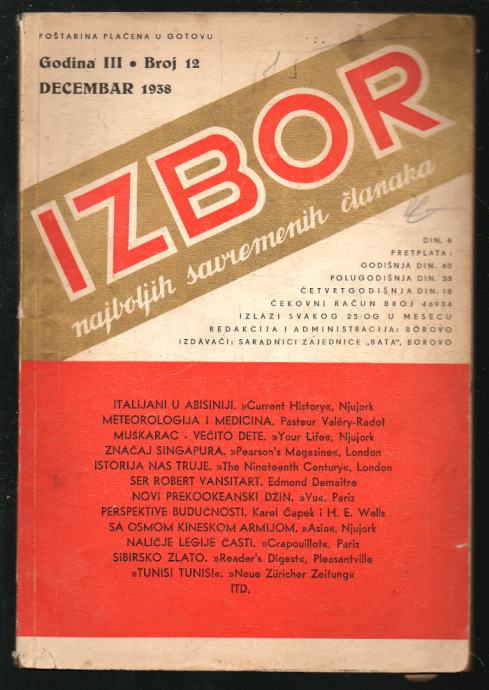 POŠTARINA PLAĆENA U GOTOVU
Godina III • Broj 12
DECEMBAR 1938
IZBOR
najboljih savremenih članaka
DIN. 6
PRETPLATA:
GODIŠNJA DIN. 60
POLUGODIŠNJA DIN. 35
ČETVRTGODIŠNJA DIN. 18
ČEKOVNI RAČUN BROJ 46934
IZLAZI SVAKOG 25-OG U MESECU
REDAKCIJA I ADMINISTRACIJA: BOROVO
IZDAVAČI: SARADNICI ZAJEDNICE „BATA", BOROVO
ITALIJANI U ABISINIJI. »Current History«, Njujork
METEOROLOGIJA I MEDICINA. Pasteur Valéry-Radot
MUŠKARAC - VEČITO DETE. »Your Life«, Njujork
ZNAČAJ SINGAPURA. »Pearson's Magazine«, London
ISTORIJA NAS TRUJE. »The Nineteenth Century«, London
SER ROBERT VANSITART. Edmond Demaître
NOVI PREKOOKEANSKI DŽIN. »Vu«, Pariz
PERSPEKTIVE BUDUĆNOSTI. Karel Čapek i H. E. Wells
SA OSMOM KINESKOM ARMIJOM. »Asia«, Njujork
NALIČJE LEGIJE ČASTI. »Crapouillot«, Pariz
SIBIRSKO ZLATO. »Reader's Digest«, Pleasantville
»TUNIS! TUNIS!«. »Neue Züricher Zeitung«
ITD.